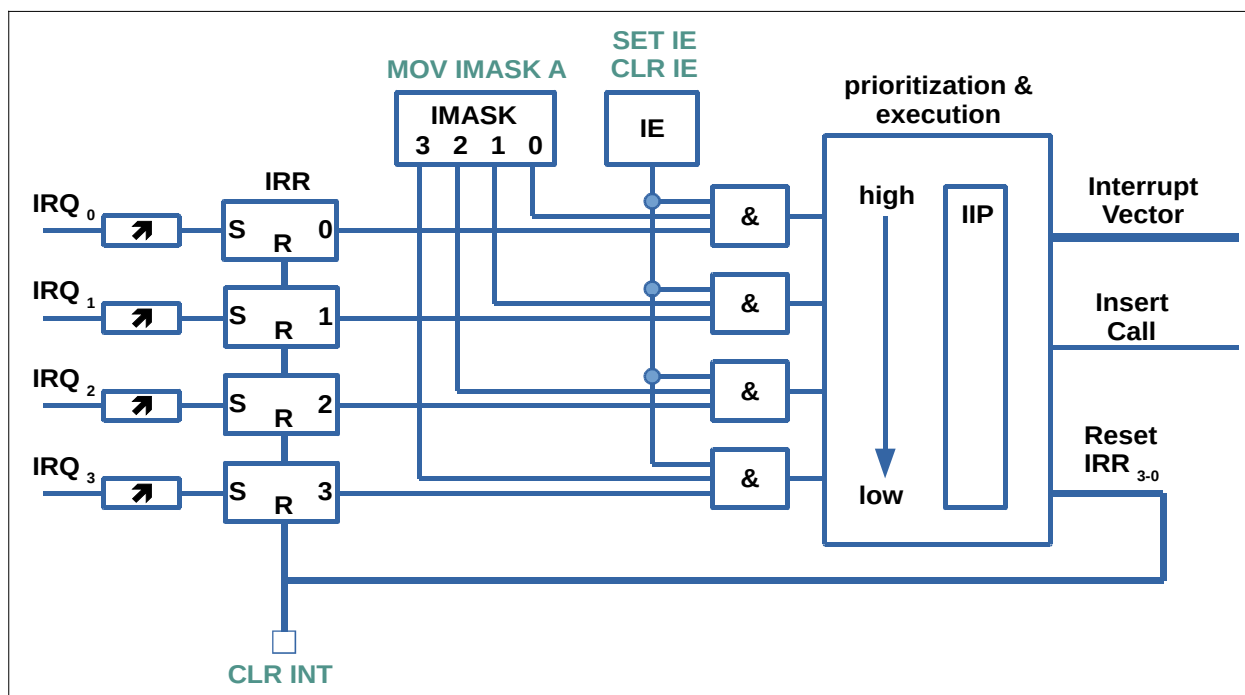 SET IE
CLR IE
MOV IMASK A
prioritization &
execution
IMASK
3 2 1 0
IE
IRR
IRQ 0
S R 0
&
high
IIP
Interrupt
Vector
IRQ 1
S R 1
&
Insert
Call
IRQ 2
S R 2
&
Reset
IRR 3-0
IRQ 3
S R 3
&
low
CLR INT